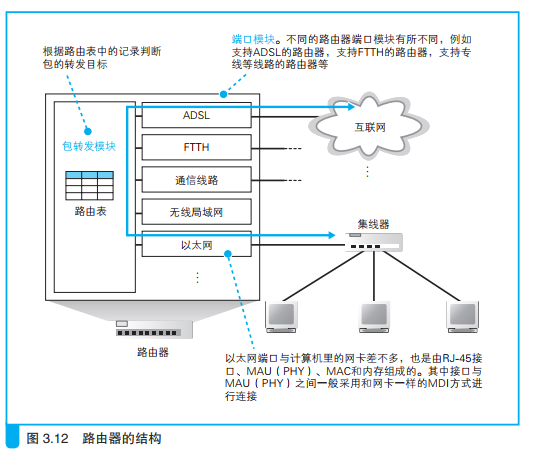 端口模块。不同的路由器端口模块有所不同，例如
支持ADSL的路由器，支持FTTH的路由器，支持专
线等线路的路由器等
根据路由表中的记录判断
包的转发目标
ADSL
互联网
包转发模块
FTTH
通信线路
路由表
无线局域网
集线器
以太网
路由器
以太网端口与计算机里的网卡差不多，也是由RJ-45接
口、MAU（PHY）、MAC和内存组成的。其中接口与
MAU（PHY）之间一般采用和网卡一样的MDI方式进
行连接
图 3.12 路由器的结构